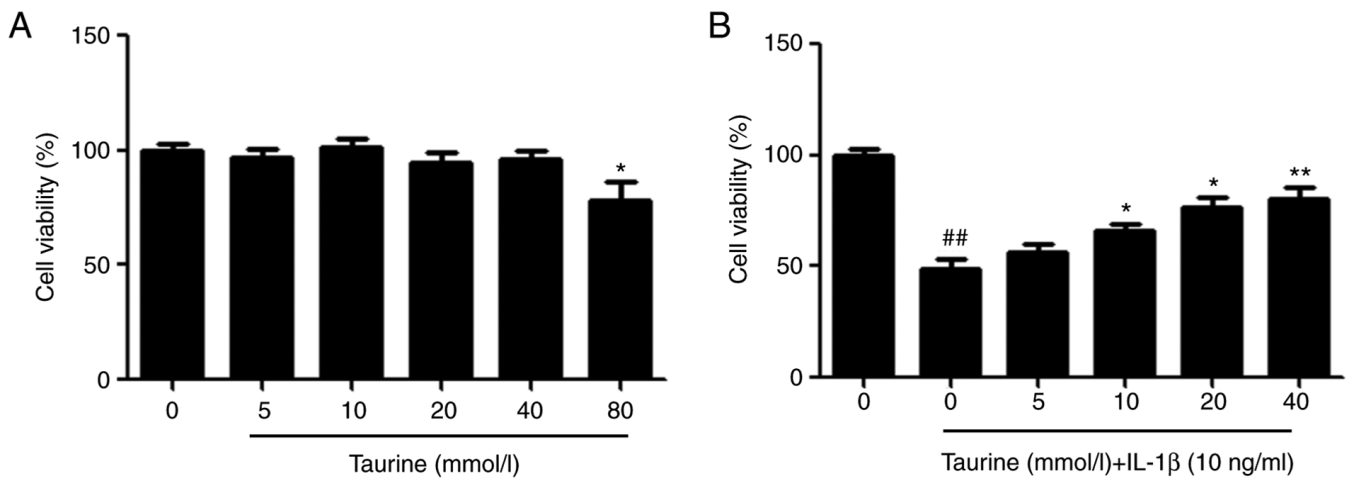 A
150
100
50
0
Cell viability (%)
*
0 5 10 20 40 80
Taurine (mmol/l)
B
150
100
50
0
Cell viability (%)
##
*
*
**
0 0 5 10 20 40
Taurine (mmol/l)+IL-1β (10 ng/ml)